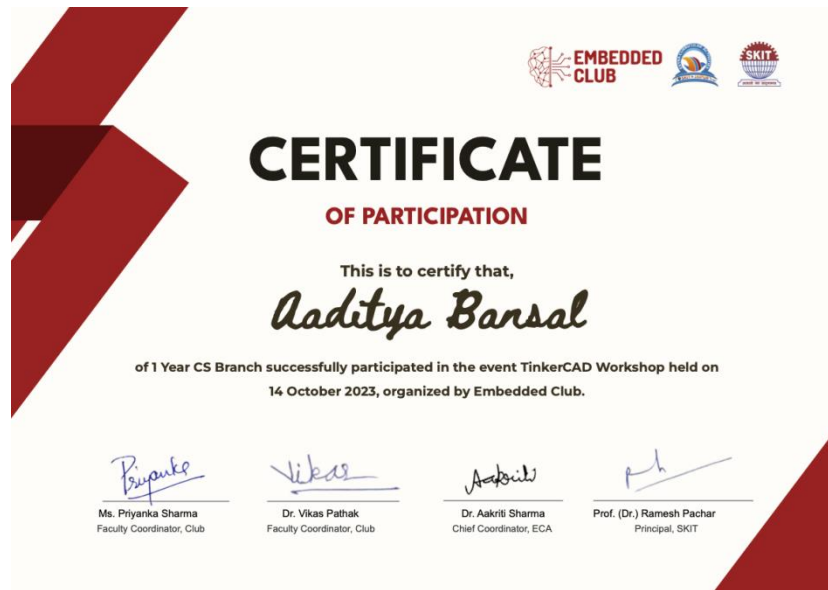 EMBEDDED
CLUB
SKIT
CERTIFICATE
OF PARTICIPATION
This is to certify that,
Aaditya Bansal
of 1 Year CS Branch successfully participated in the event TinkerCAD Workshop held on
14 October 2023, organized by Embedded Club.
Priyanka
Vikas
Aakriti
Ms. Priyanka Sharma
Faculty Coordinator, Club
Dr. Vikas Pathak
Faculty Coordinator, Club
Dr. Aakriti Sharma
Chief Coordinator, ECA
Prof. (Dr.) Ramesh Pachar
Principal, SKIT